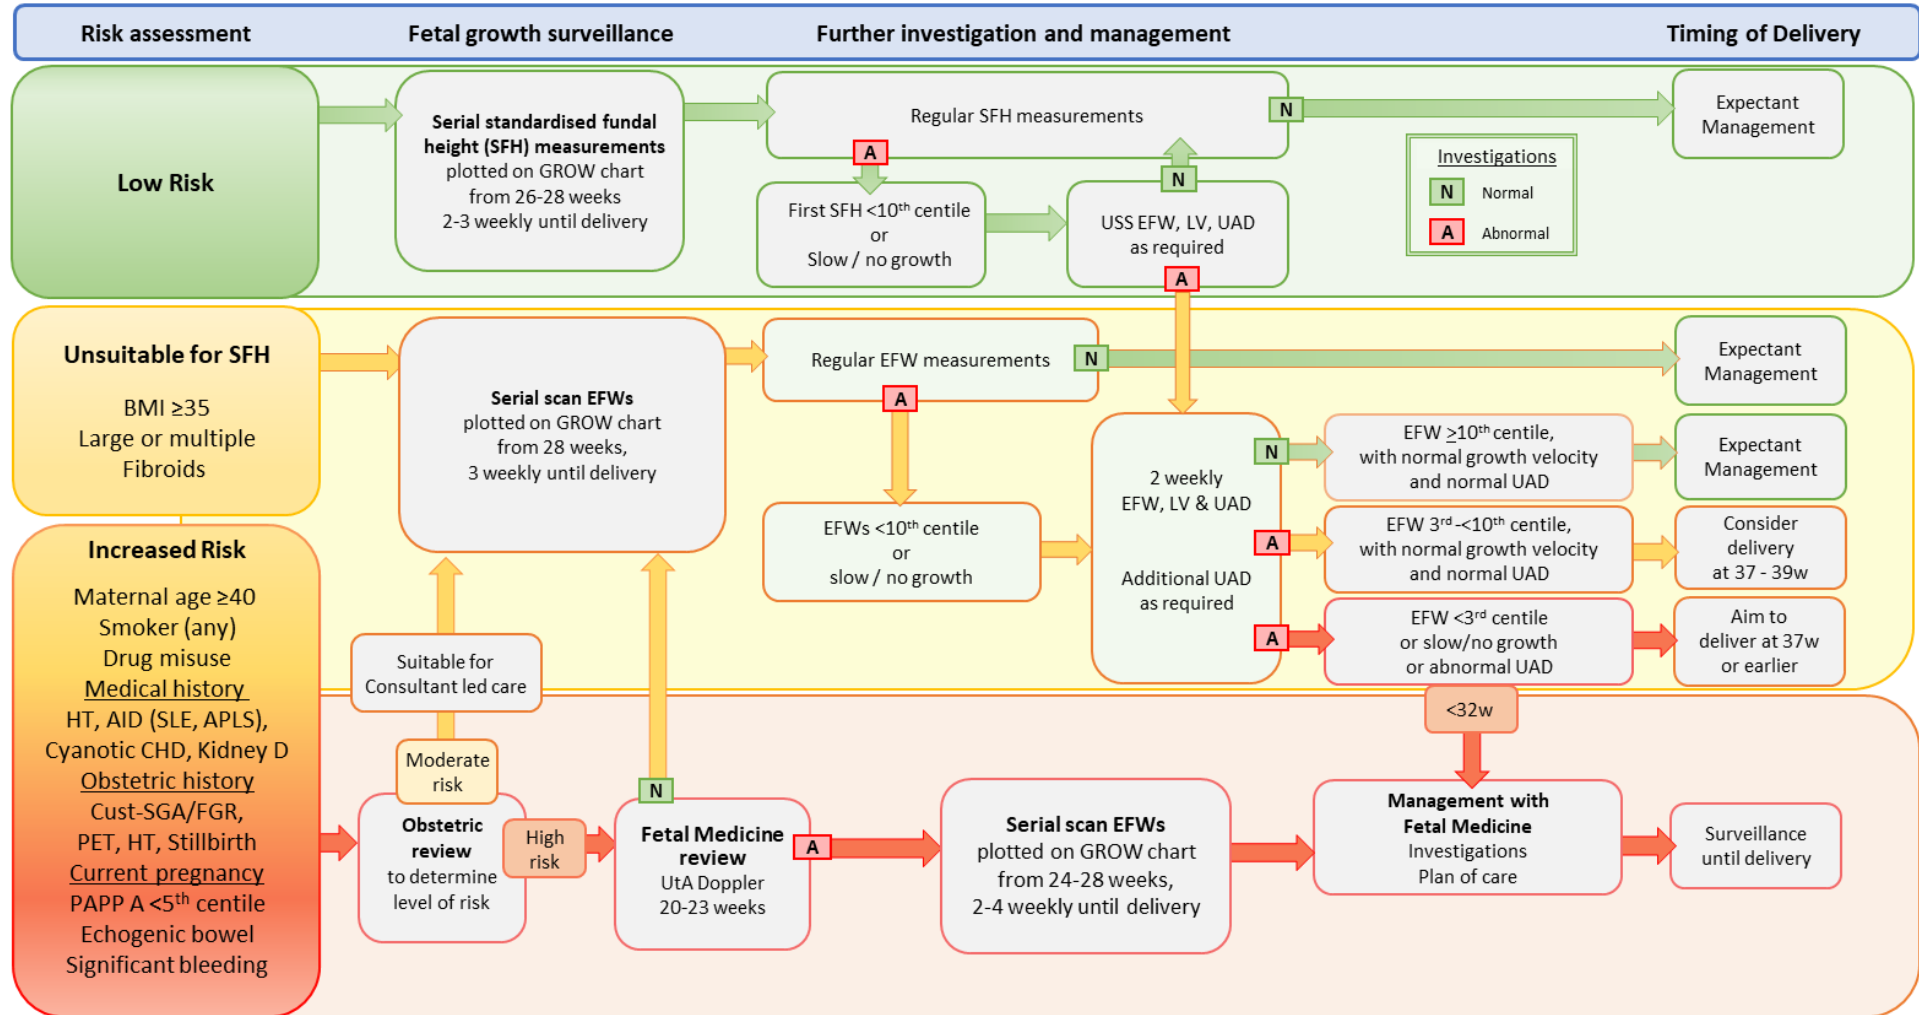 Risk assessment
Fetal growth surveillance
Further investigation and management
Timing of Delivery
Low Risk
Serial standardised fundal
height (SFH) measurements
plotted on GROW chart
from 26-28 weeks
2-3 weekly until delivery
Regular SFH measurements
N
Expectant
Management
A
First SFH <10th centile
or
Slow / no growth
N
USS EFW, LV, UAD
as required
A
Investigations
N Normal
A Abnormal
Unsuitable for SFH
BMI ≥35
Large or multiple
Fibroids
Serial scan EFWs
plotted on GROW chart
from 28 weeks,
3 weekly until delivery
Regular EFW measurements
N
Expectant
Management
A
EFWs <10th centile
or
slow / no growth
2 weekly
EFW, LV & UAD
Additional UAD
as required
N
EFW ≥10th centile,
with normal growth velocity
and normal UAD
Expectant
Management
A
EFW 3rd -<10th centile,
with normal growth velocity
and normal UAD
Consider
delivery
at 37 - 39w
A
EFW <3rd centile
or slow/no growth
or abnormal UAD
Aim to
deliver at 37w
or earlier
Increased Risk
Maternal age ≥40
Smoker (any)
Drug misuse
Medical history
HT, AID (SLE, APLS),
Cyanotic CHD, Kidney D
Obstetric history
Cust-SGA/FGR,
PET, HT, Stillbirth
Current pregnancy
PAPP A <5th centile
Echogenic bowel
Significant bleeding
Suitable for
Consultant led care
Moderate
risk
Obstetric
review
to determine
level of risk
High
risk
N
Fetal Medicine
review
UtA Doppler
20-23 weeks
A
Serial scan EFWs
plotted on GROW chart
from 24-28 weeks,
2-4 weekly until delivery
<32w
Management with
Fetal Medicine
Investigations
Plan of care
Surveillance
until delivery